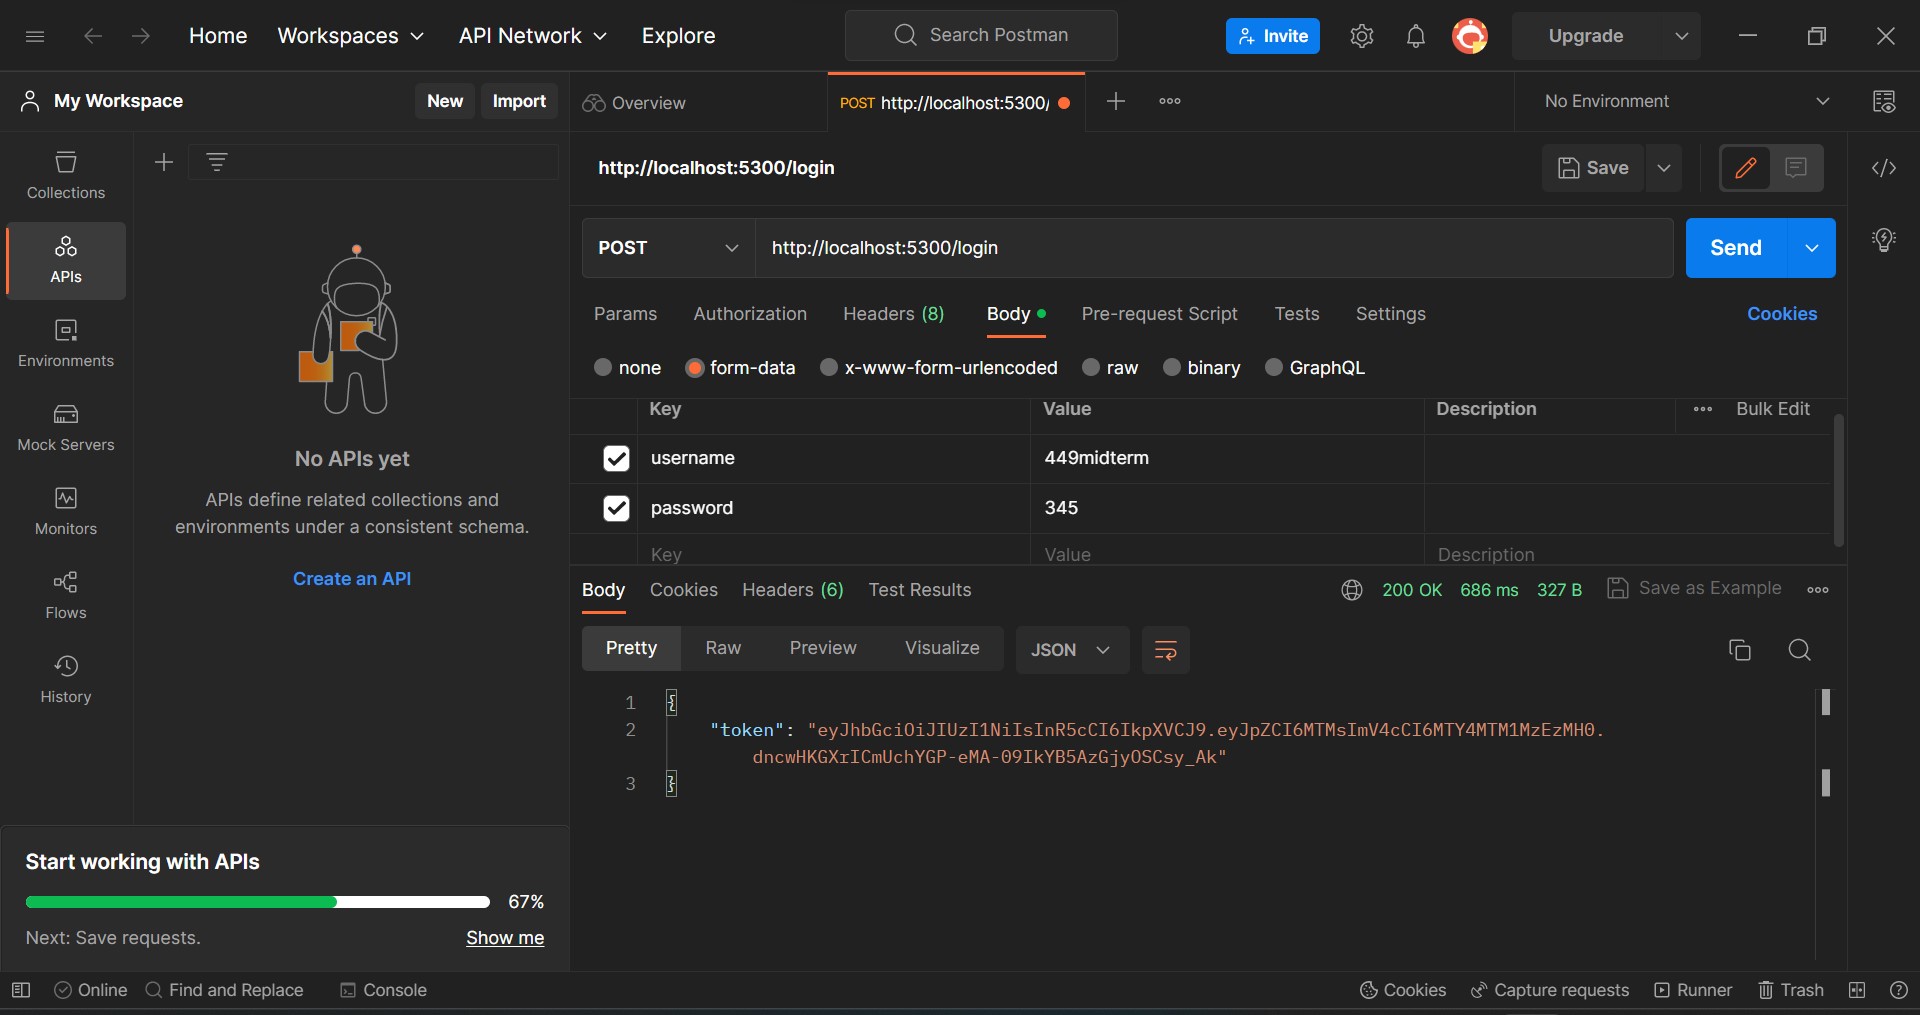 Home Workspaces API Network Explore Search Postman Invite Upgrade
My Workspace New Import Overview POST http://localhost:5300/ No Environment
http://localhost:5300/login Save
Collections
APIs
Environments
Mock Servers
Monitors
Flows
History
No APIs yet
APIs define related collections and
environments under a consistent schema.
Create an API
Start working with APIs
67%
Next: Save requests. Show me
POST http://localhost:5300/login Send
Params Authorization Headers (8) Body Pre-request Script Tests Settings Cookies
none form-data x-www-form-urlencoded raw binary GraphQL
Key Value Description Bulk Edit
username 449midterm
password 345
Key Value Description
Body Cookies Headers (6) Test Results 200 OK 686 ms 327 B Save as Example
Pretty Raw Preview Visualize JSON
1 {
2 "token": "eyJhbGciOiJIUzI1NiIsInR5cCI6IkpXVCJ9.eyJpZCI6MTMsImV4cCI6MTY4MTM1MzEzMH0.
dncwHKGXrICmUchYGP-eMA-09IkYB5AzGjyOSCsy_Ak"
3 }
Online Find and Replace Console Cookies Capture requests Runner Trash